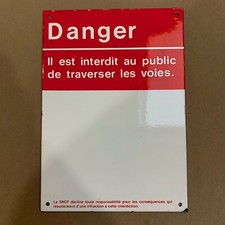 Danger
Il est interdit au public
de traverser les voies.
La SNCF décline toute responsabilité pour les conséquences qui
résulteraient d'une infraction à cette interdiction.